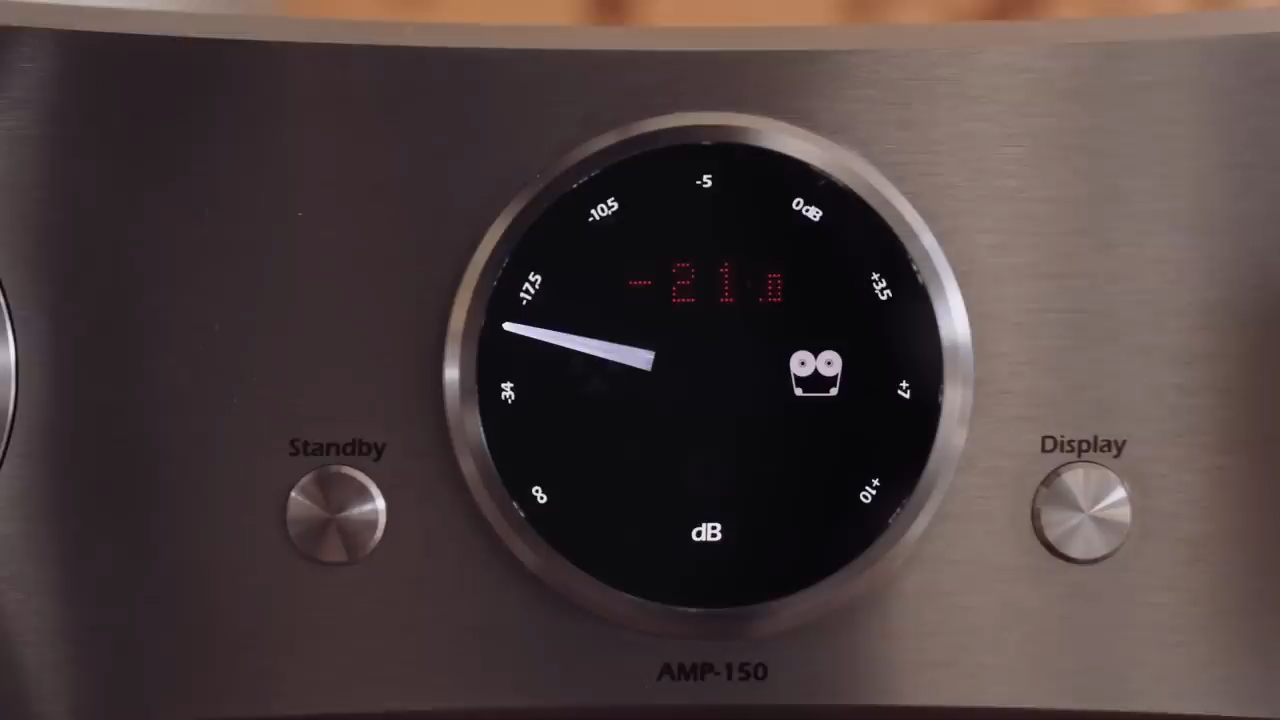 -5
-10,5
0dB
-17,5
-21.0
+3,5
-34
+7
Standby
Display
∞
+10
dB
AMP-150